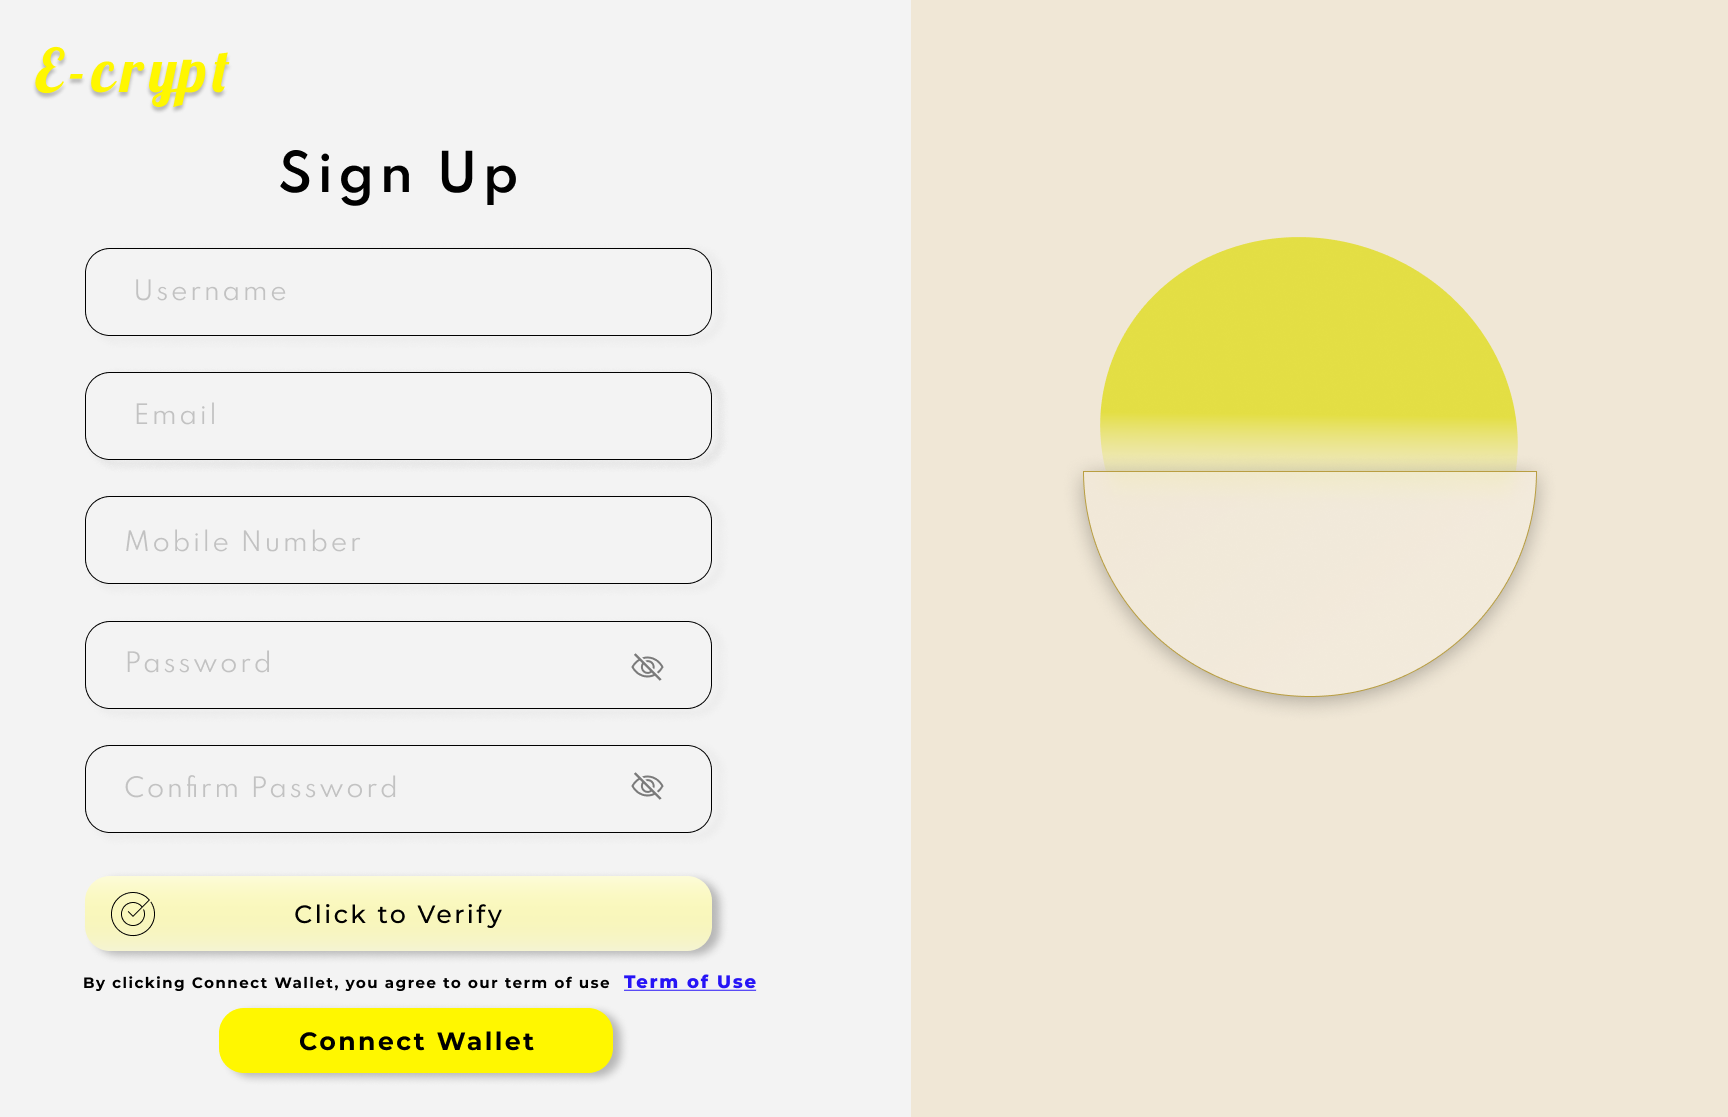 E-crypt
Sign Up
Username
Email
Mobile Number
Password
Confirm Password
Click to Verify
By clicking Connect Wallet, you agree to our term of use Term of Use
Connect Wallet